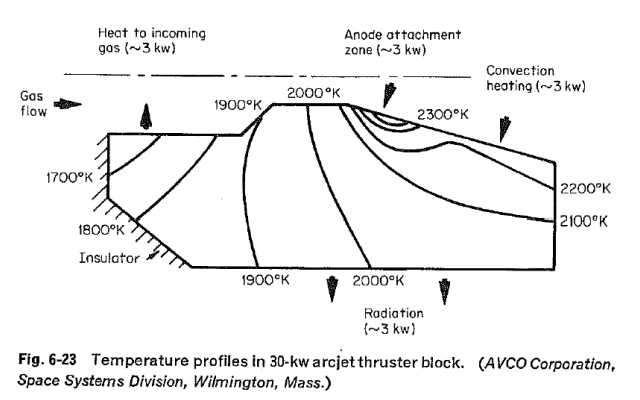 Heat to incoming
gas (~3 kw)
Anode attachment
zone (~3 kw)
Convection
heating (~3 kw)
Gas
flow
1900°K
2000°K
2300°K
1700°K
2200°K
2100°K
1800°K
Insulator
1900°K
2000°K
Radiation
(~3 kw)
Fig. 6-23 Temperature profiles in 30-kw arcjet thruster block. (AVCO Corporation,
Space Systems Division, Wilmington, Mass.)